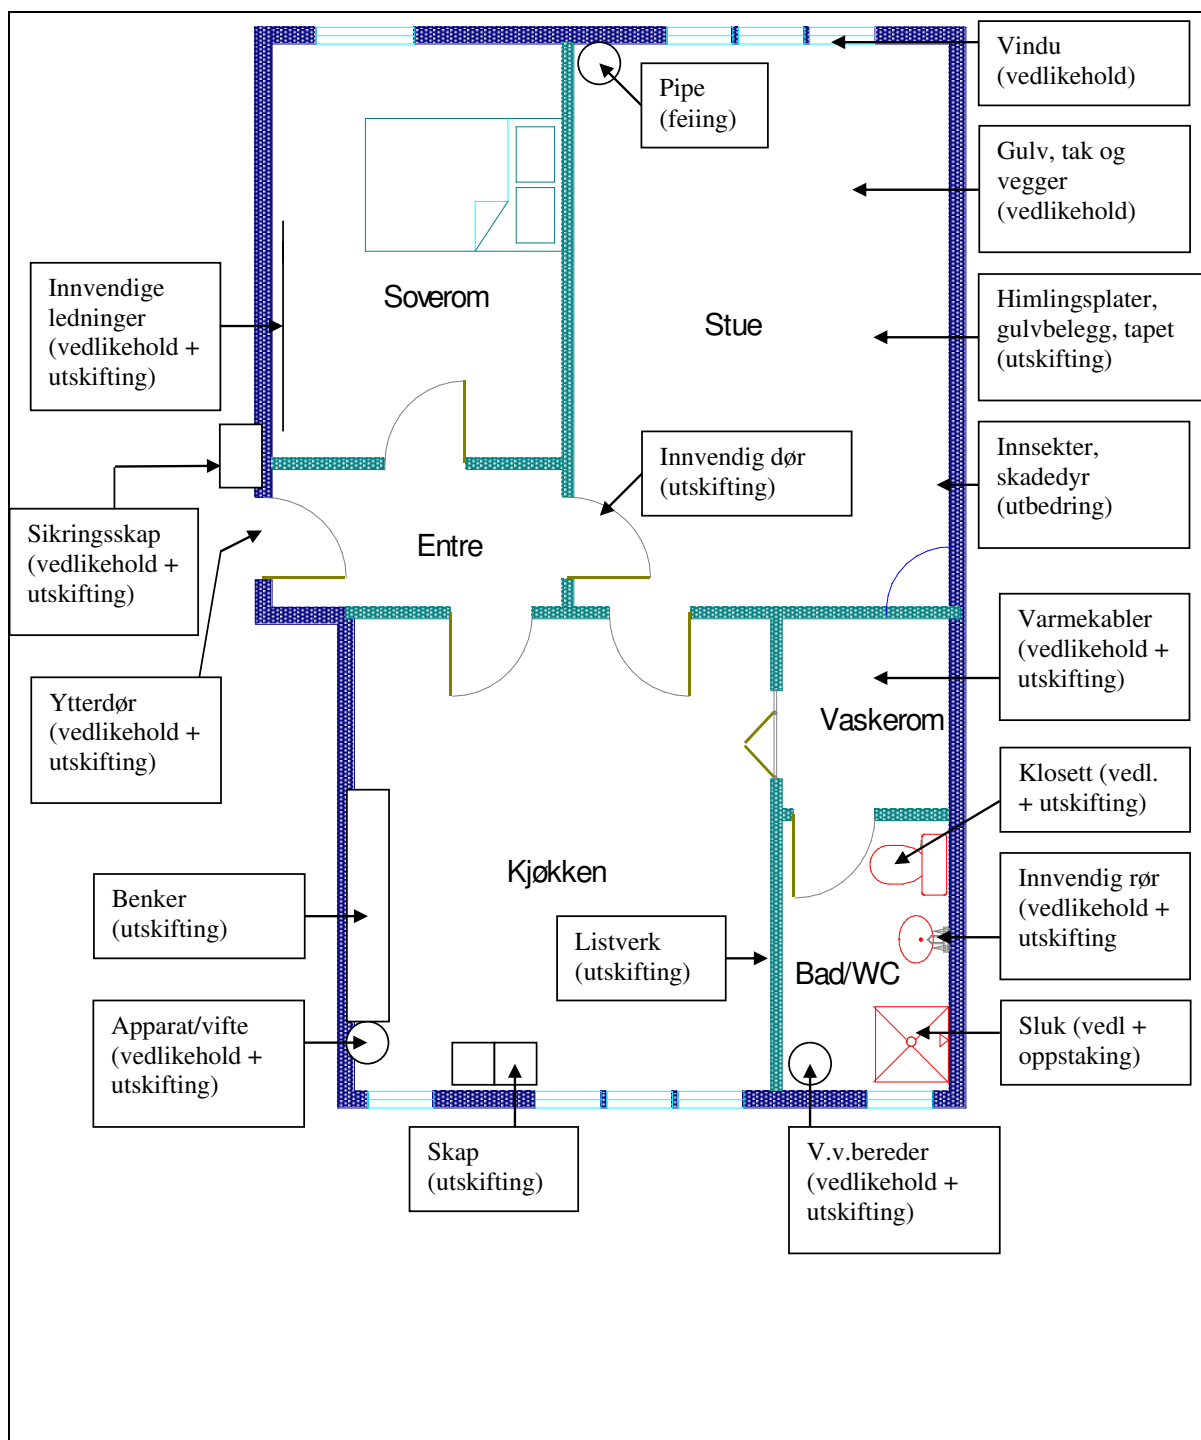 Vindu
(vedlikehold)
Pipe
(feiing)
Gulv, tak og
vegger
(vedlikehold)
Innvendige
ledninger
(vedlikehold +
utskifting)
Soverom
Stue
Himlingsplater,
gulvbelegg, tapet
(utskifting)
Innvendig dør
(utskifting)
Innsekter,
skadedyr
(utbedring)
Sikringsskap
(vedlikehold +
utskifting)
Entre
Varmekabler
(vedlikehold +
utskifting)
Ytterdør
(vedlikehold +
utskifting)
Vaskerom
Klosett (vedl.
+ utskifting)
Kjøkken
Benker
(utskifting)
Innvendig rør
(vedlikehold +
utskifting
Listverk
(utskifting)
Bad/WC
Apparat/vifte
(vedlikehold +
utskifting)
Sluk (vedl +
oppstaking)
Skap
(utskifting)
V.v.bereder
(vedlikehold +
utskifting)